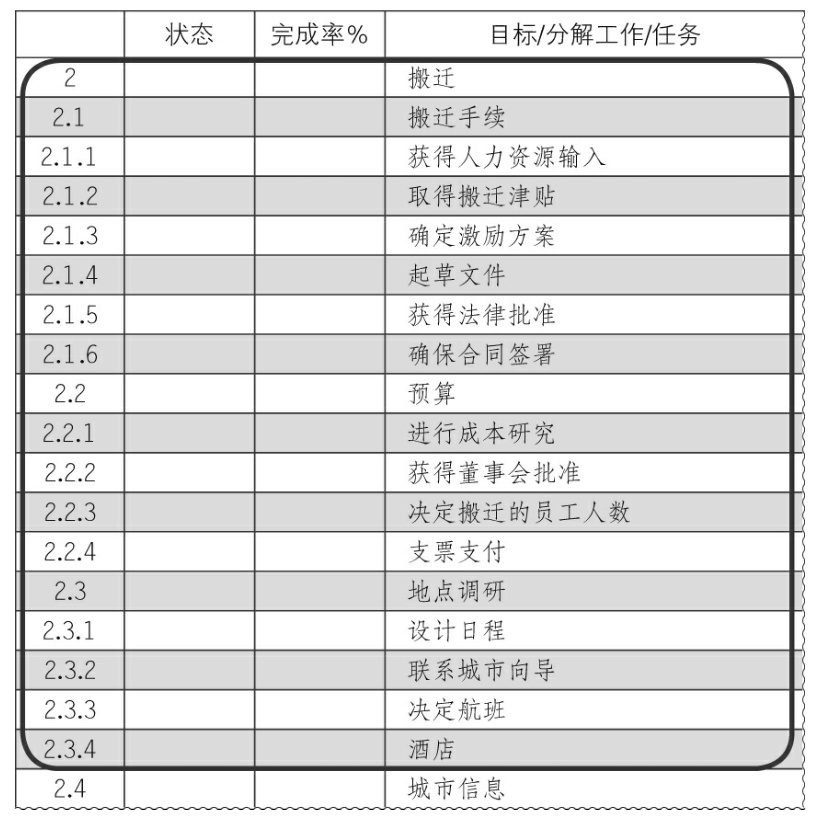 状态 完成率% 目标/分解工作/任务
2 搬迁
2.1 搬迁手续
2.1.1 获得人力资源输入
2.1.2 取得搬迁津贴
2.1.3 确定激励方案
2.1.4 起草文件
2.1.5 获得法律批准
2.1.6 确保合同签署
2.2 预算
2.2.1 进行成本研究
2.2.2 获得董事会批准
2.2.3 决定搬迁的员工人数
2.2.4 支票支付
2.3 地点调研
2.3.1 设计日程
2.3.2 联系城市向导
2.3.3 决定航班
2.3.4 酒店
2.4 城市信息